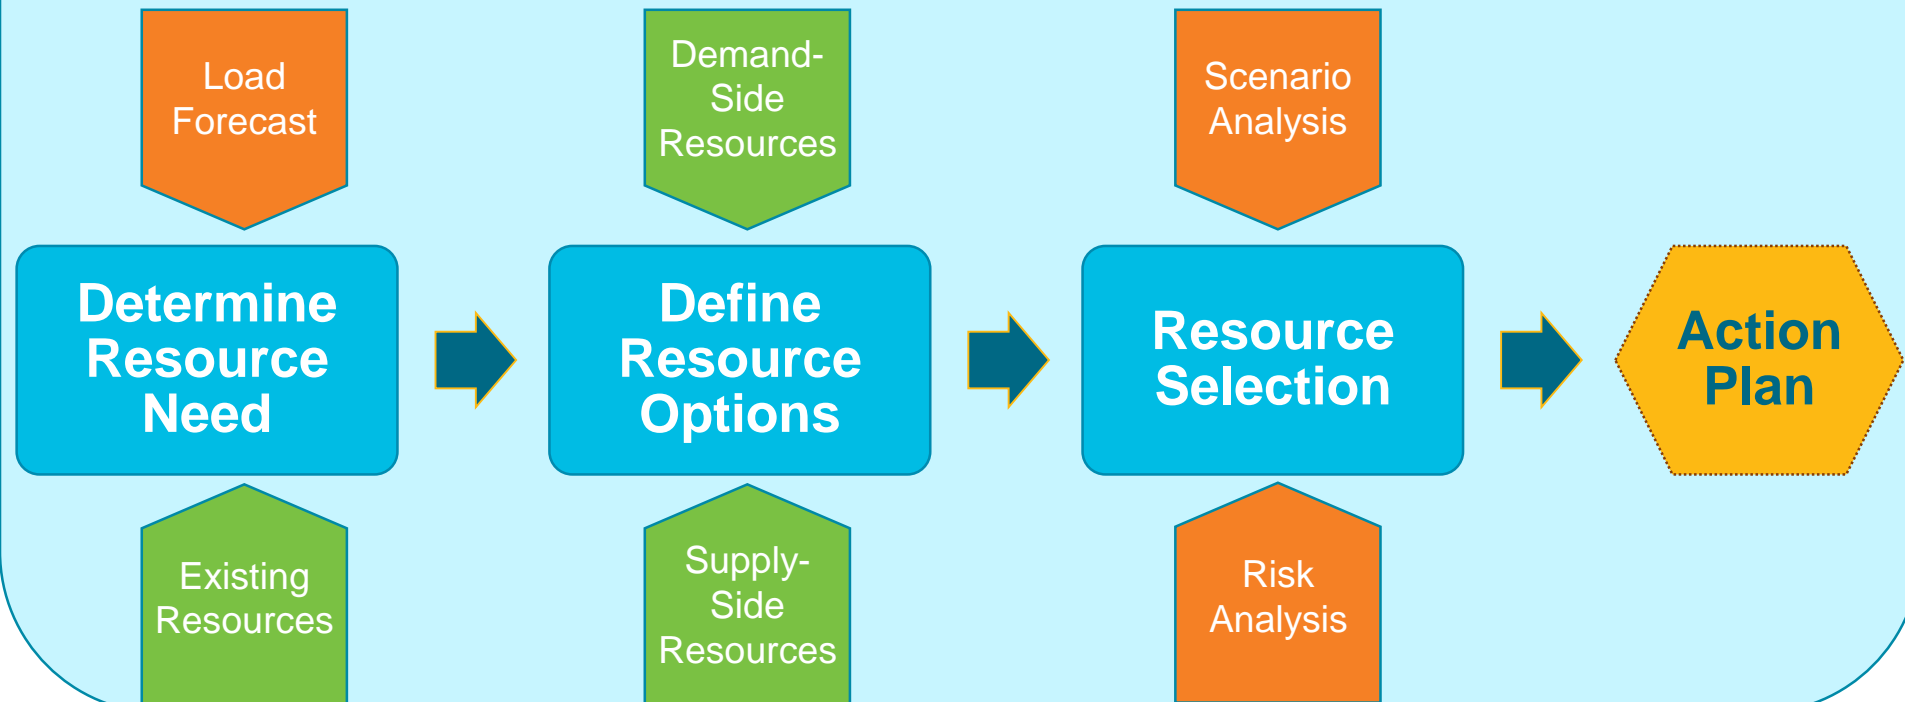 Load
Forecast
Demand-
Side
Resources
Scenario
Analysis
Determine
Resource
Need
Define
Resource
Options
Resource
Selection
Action
Plan
Existing
Resources
Supply-
Side
Resources
Risk
Analysis